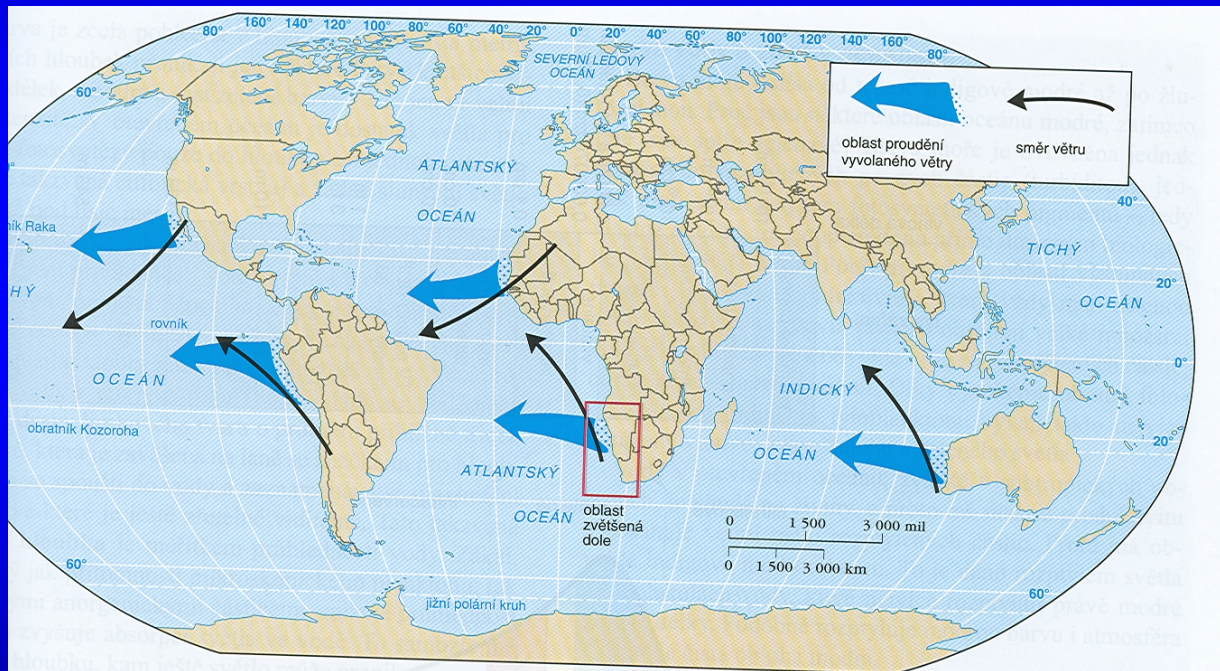 160° 140° 120° 100° 80° 60° 40° 20° 0° 20° 40° 60° 80° 100° 120° 140° 160°
80°
80°
SEVERNÍ LEDOVÝ
OCEÁN
60°
oblast proudění
vyvolaného větry
směr větru
ATLANTSKÝ
OCEÁN
40°
ník Raka
TICHÝ
OCEÁN
20°
HÝ
rovník
0°
OCEÁN
INDICKÝ
OCEÁN
obratník Kozoroha
20°
ATLANTSKÝ
OCEÁN
oblast
zvětšená
dole
0 1 500 3 000 mil
0 1 500 3 000 km
60°
60°
jižní polární kruh